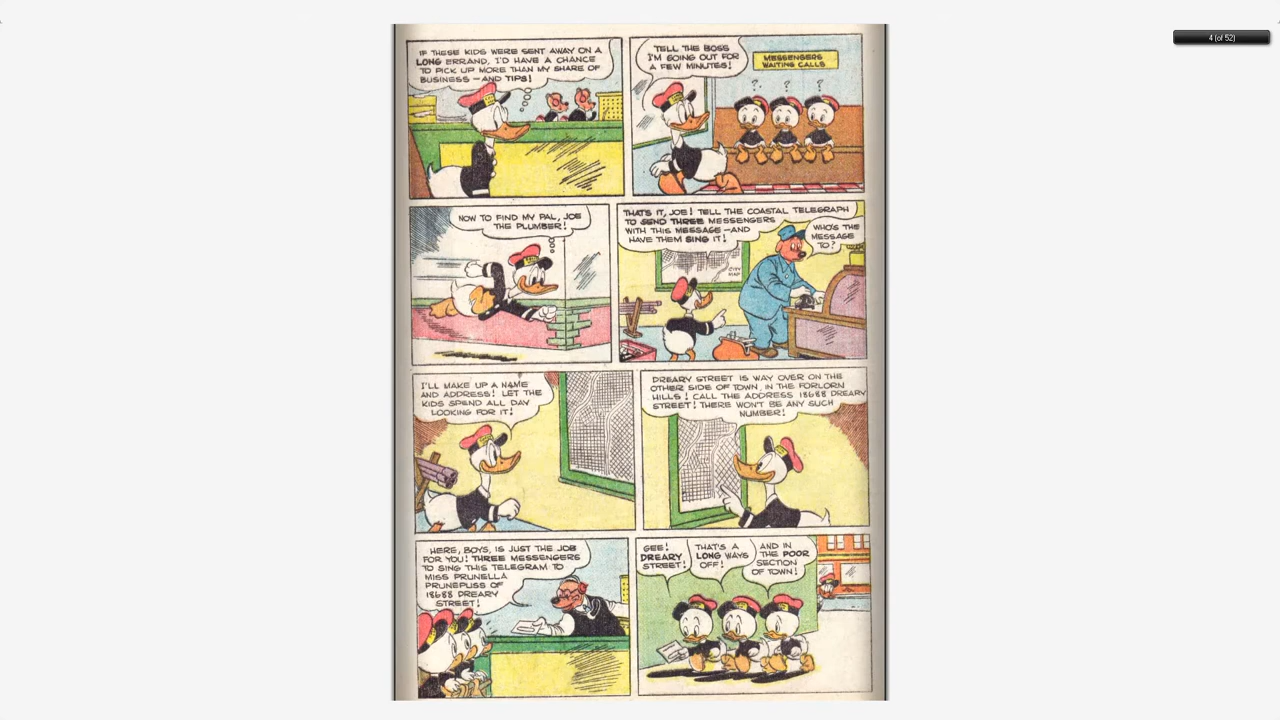 4 (of 52)
IF THESE KIDS WERE SENT AWAY ON A
LONG ERRAND, I'D HAVE A CHANCE
TO PICK UP MORE THAN MY SHARE OF
BUSINESS—AND TIPS!
TELL THE BOSS
I'M GOING OUT FOR
A FEW MINUTES!
MESSENGERS
WAITING CALLS
? ? ?
NOW TO FIND MY PAL, JOE
THE PLUMBER!
THAT'S IT, JOE! TELL THE COASTAL TELEGRAPH
TO SEND THREE MESSENGERS
WITH THIS MESSAGE—AND
HAVE THEM SING IT!
WHO'S THE
MESSAGE
TO?
CITY
MAP
I'LL MAKE UP A NAME
AND ADDRESS! LET THE
KIDS SPEND ALL DAY
LOOKING FOR IT!
DREARY STREET IS WAY OVER ON THE
OTHER SIDE OF TOWN, IN THE FORLORN
HILLS! CALL THE ADDRESS 18688 DREARY
STREET! THERE WON'T BE ANY SUCH
NUMBER!
HERE, BOYS, IS JUST THE JOB
FOR YOU! THREE MESSENGERS
TO SING THIS TELEGRAM TO
MISS PRUNELLA
PRUNEPUSS OF
18688 DREARY
STREET!
GEE!
DREARY
STREET!
THAT'S A
LONG WAYS
OFF!
AND IN
THE POOR
SECTION
OF TOWN!